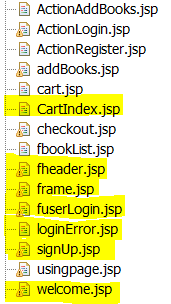 ActionAddBooks.jsp
ActionLogin.jsp
ActionRegister.jsp
addBooks.jsp
cart.jsp
CartIndex.jsp
checkout.jsp
fbookList.jsp
fheader.jsp
frame.jsp
fuserLogin.jsp
loginError.jsp
signUp.jsp
usingpage.jsp
welcome.jsp